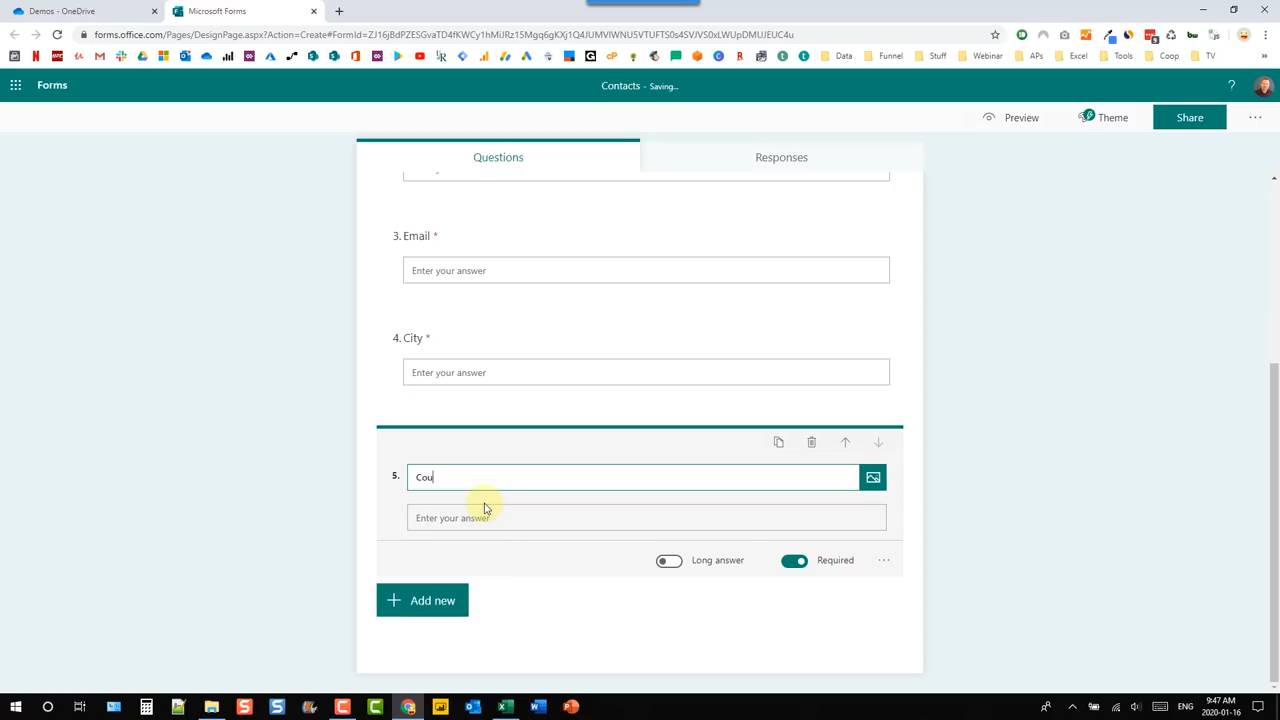 Demos - OneDrive
Microsoft Forms
Data
Funnel
Stuff
Webinar
APs
Excel
Tools
Coop
TV
Forms
Contacts - Saving...
?
Preview
Theme
Share
Questions
Responses
3. Email *
Enter your answer
4. City *
Enter your answer
5.
Cou
Enter your answer
Long answer
Required
Add new
ENG
9:47 AM
2020-01-16